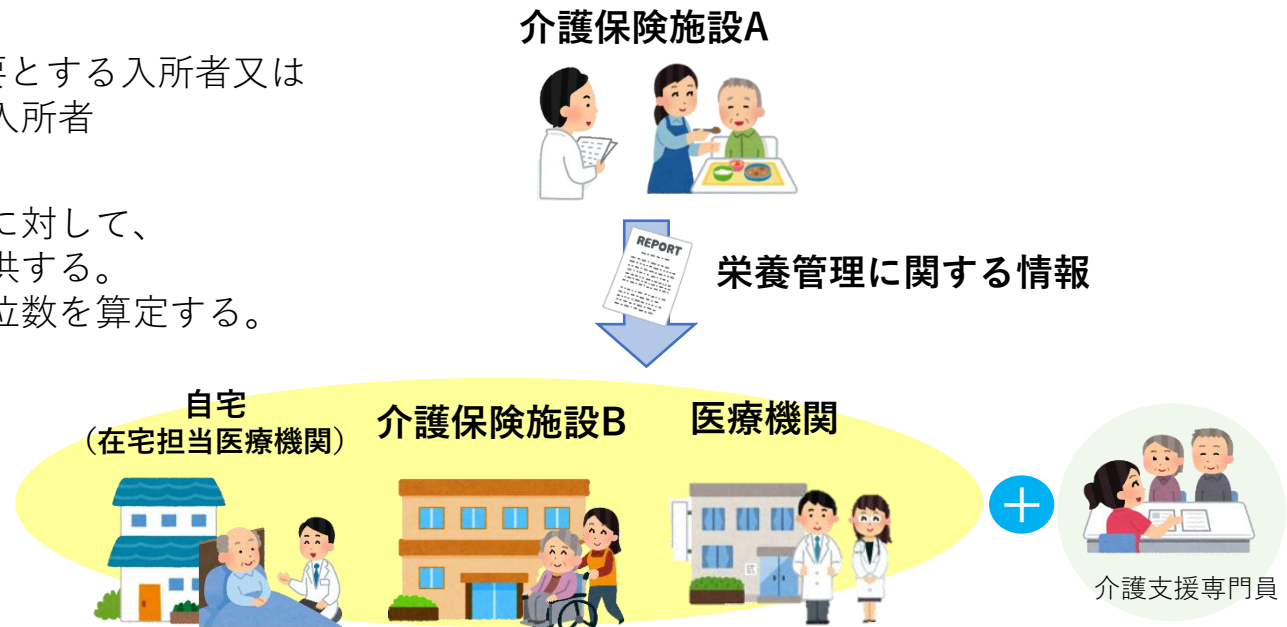 介護保険施設A
要とする入所者又は
入所者
に対して、
供する。
位数を算定する。
REPORT
栄養管理に関する情報
自宅
（在宅担当医療機関）
介護保険施設B
医療機関
＋
介護支援専門員